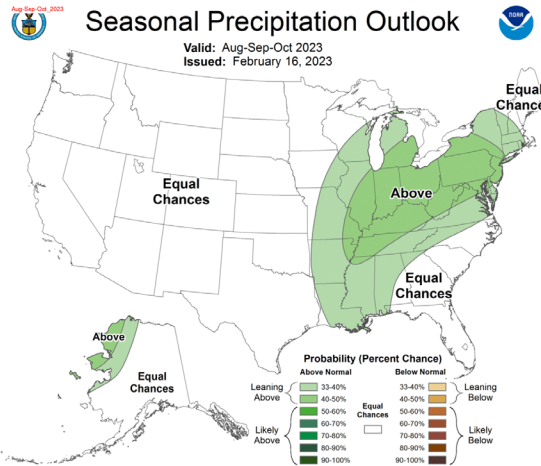 Aug-Sep-Oct 2023
Seasonal Precipitation Outlook
NOAA
Valid: Aug-Sep-Oct 2023
Issued: February 16, 2023
Equal
Chances
Above
Equal
Chance
Equal
Chances
Above
Equal
Chances
Probability (Percent Chance)
Above Normal
Below Normal
Leaning
Above
33-40%
40-50%
Likely
Above
50-60%
60-70%
70-80%
80-90%
90-100%
Equal
Chances
33-40%
40-50%
Leaning
Below
50-60%
60-70%
70-80%
80-90%
90-100%
Likely
Below